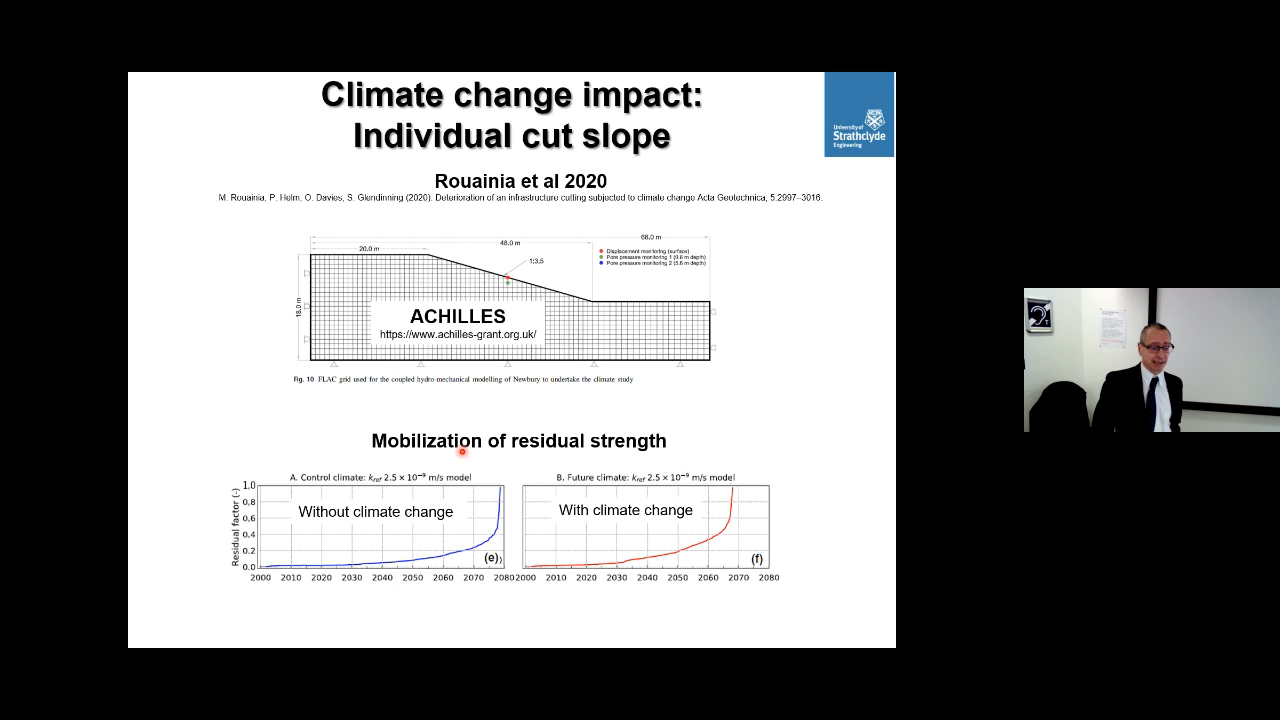 Climate change impact:
Individual cut slope
University of
Strathclyde
Engineering
Rouainia et al 2020
M. Rouainia, P. Helm, O. Davies, S. Glendinning (2020). Deterioration of an infrastructure cutting subjected to climate change Acta Geotechnica, 5,2997–3016.
68.0 m
48.0 m
20.0 m
Displacement monitoring (surface)
Pore pressure monitoring 1 (0.8 m depth)
Pore pressure monitoring 2 (5.8 m depth)
1:3.5
18.0 m
ACHILLES
https://www.achilles-grant.org.uk/
Fig. 10 FLAC grid used for the coupled hydro-mechanical modelling of Newbury to undertake the climate study
Mobilization of residual strength
A. Control climate: kref 2.5 × 10⁻⁹ m/s model
B. Future climate: kref 2.5 × 10⁻⁹ m/s model
Residual factor (-)
1.0
0.8
0.6
0.4
0.2
0.0
Without climate change
With climate change
(e)
(f)
2000 2010 2020 2030 2040 2050 2060 2070 2080
2000 2010 2020 2030 2040 2050 2060 2070 2080
T